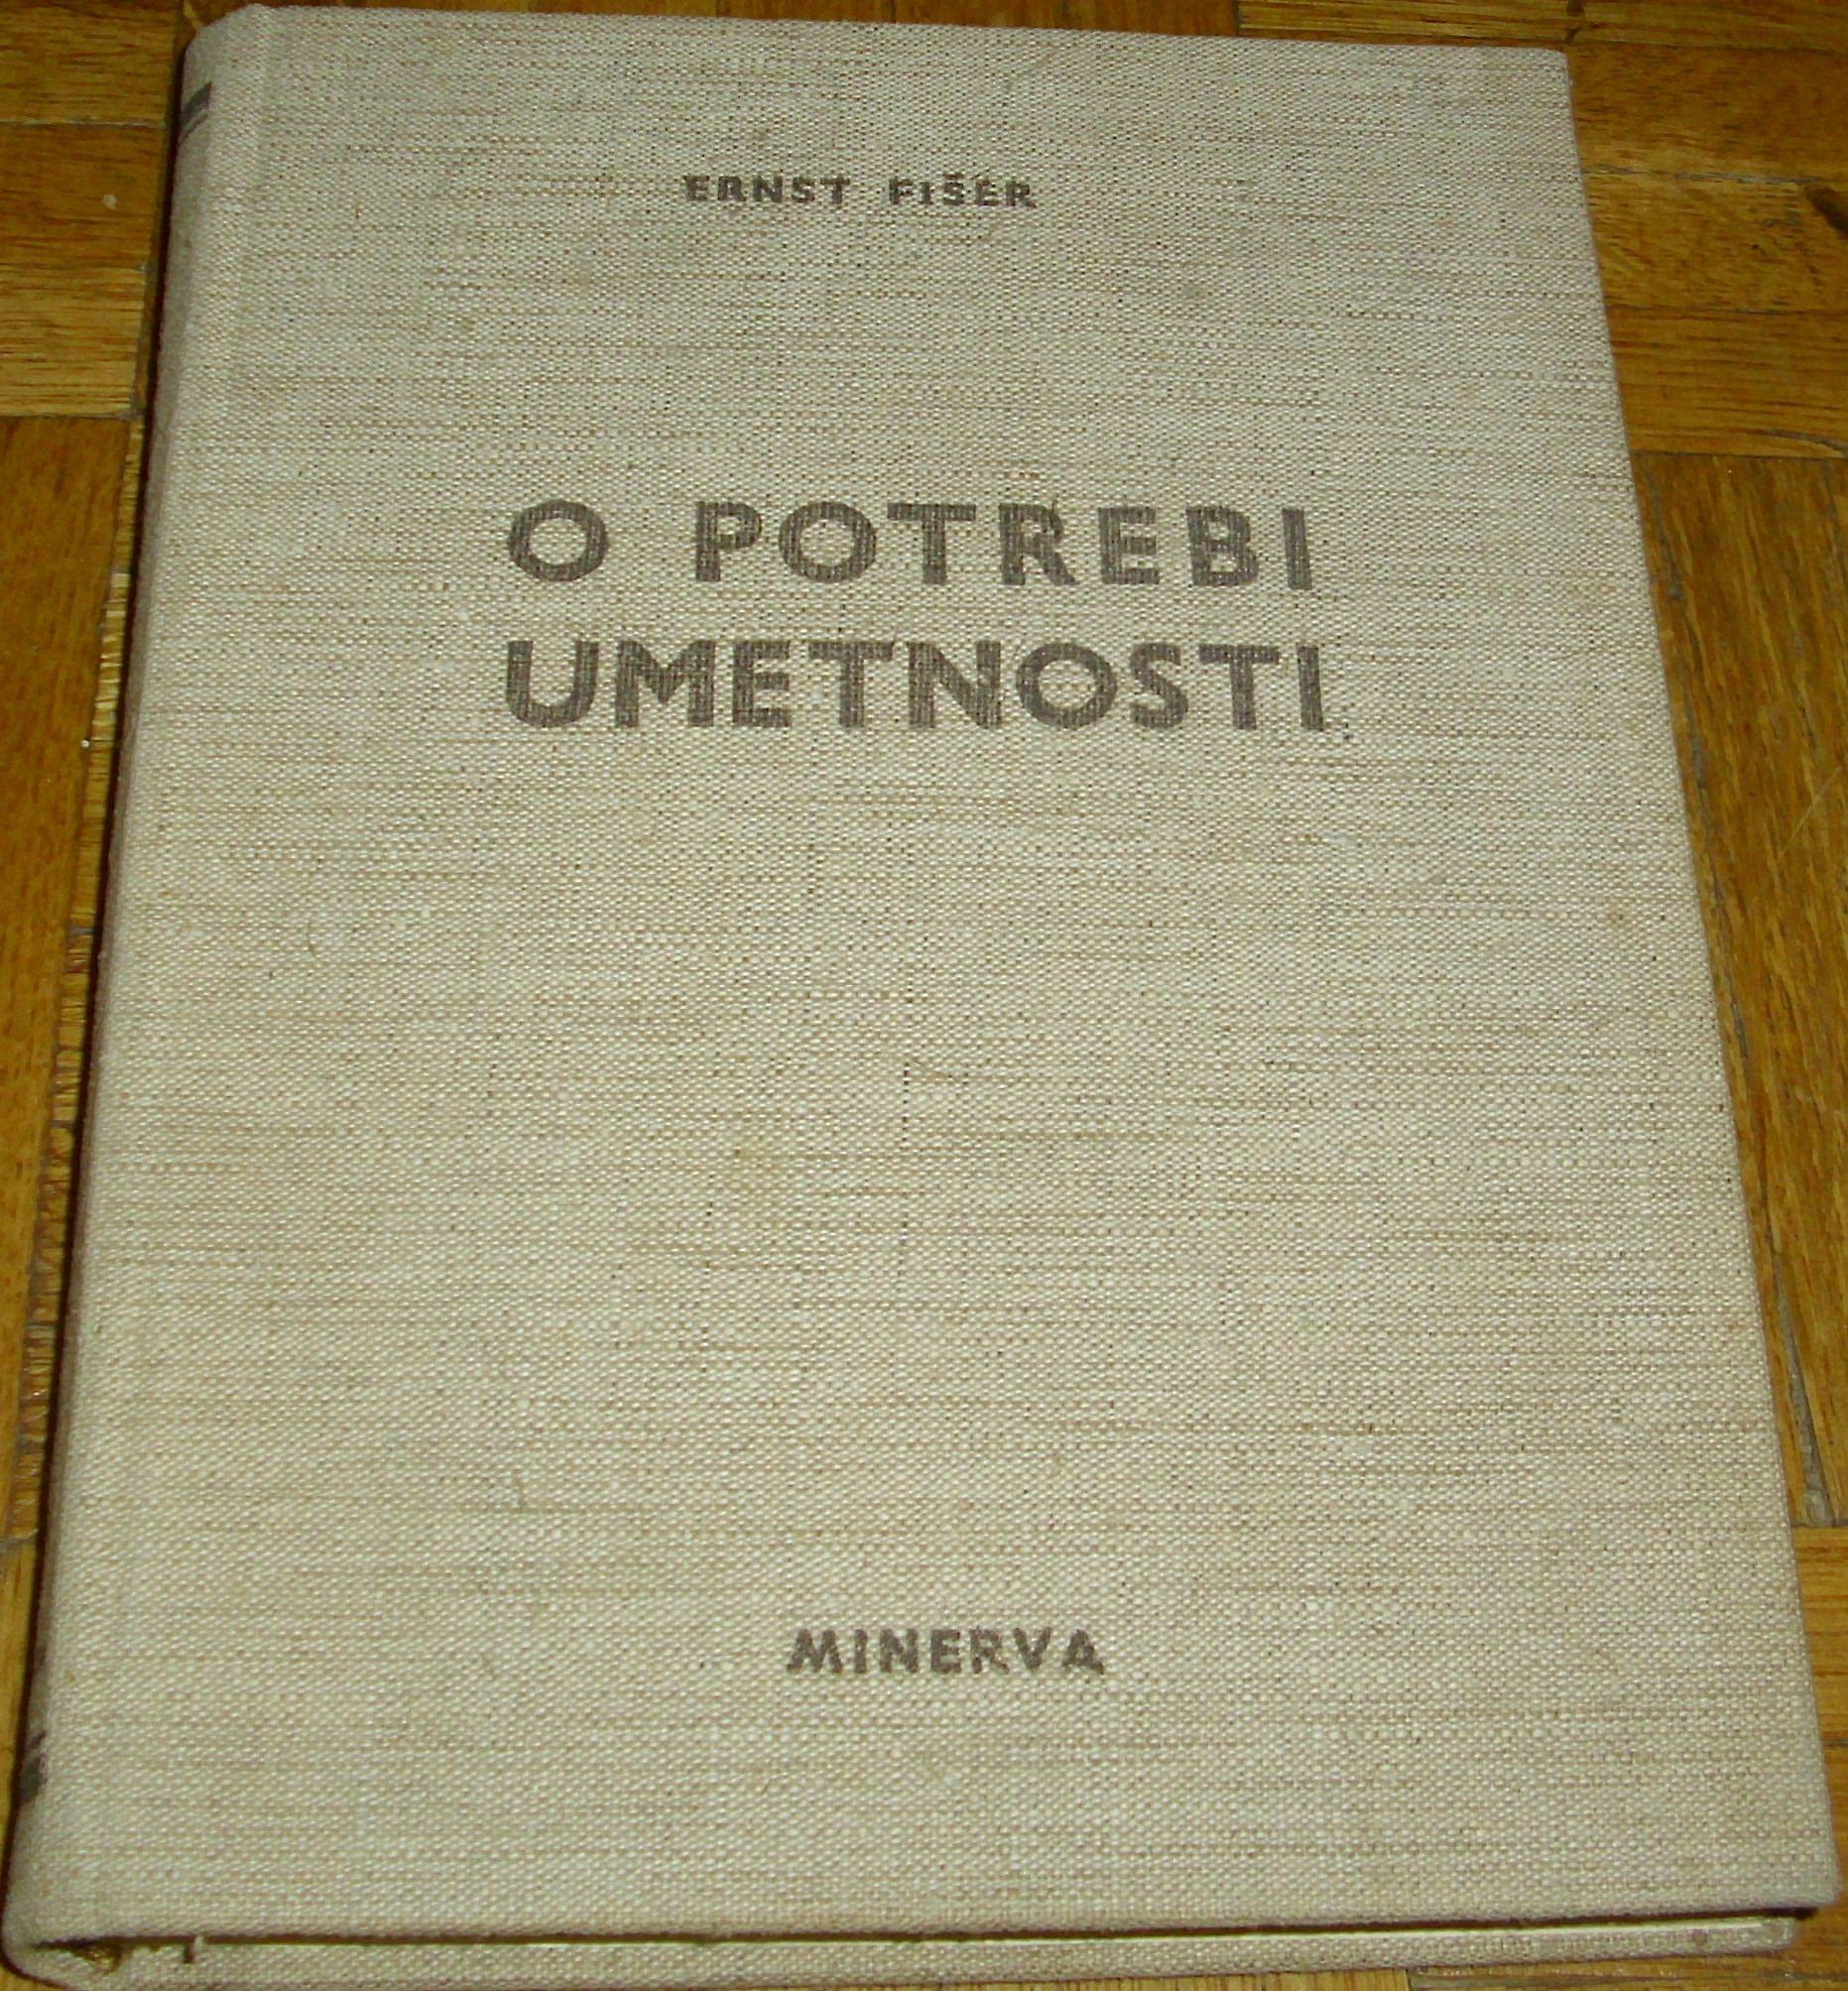 ERNST FIŠER
O POTREBI
UMETNOSTI
MINERVA